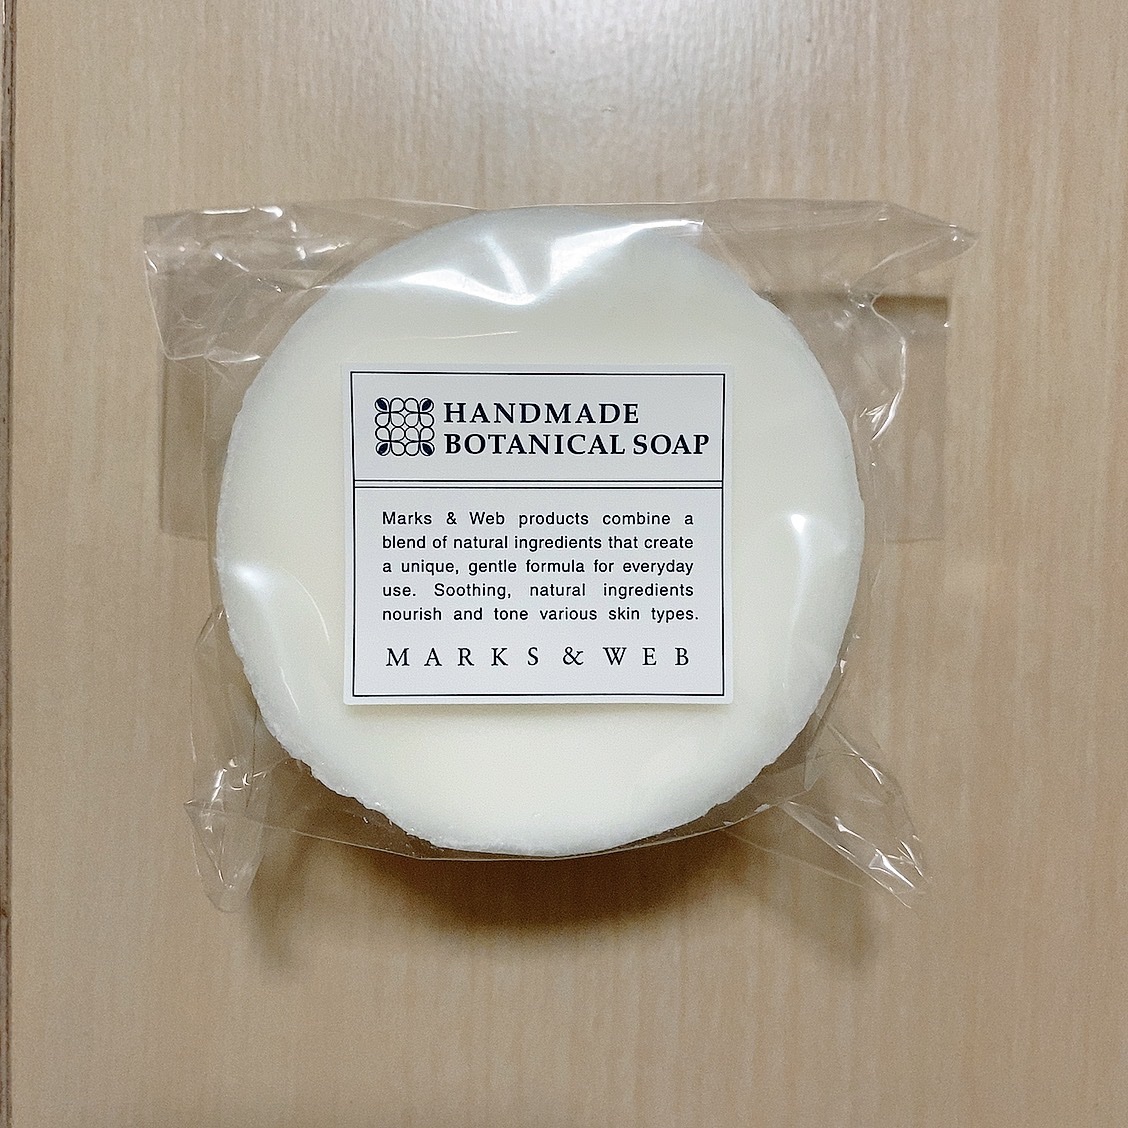 HANDMADE
BOTANICAL SOAP
Marks & Web products combine a
blend of natural ingredients that create
a unique, gentle formula for everyday
use. Soothing, natural ingredients
nourish and tone various skin types.
MARKS & WEB